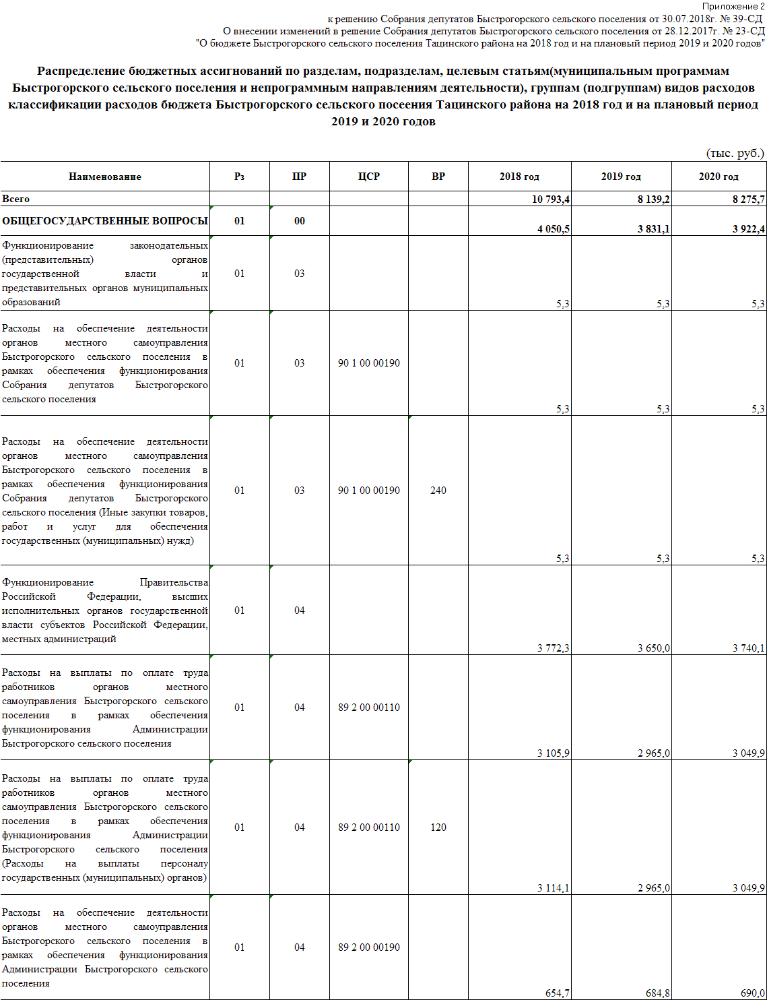 Приложение 2
к решению Собрания депутатов Быстрогорского сельского поселения от 30.07.2018г. № 39-СД
О внесении изменений в решение Собрания депутатов Быстрогорского сельского поселения от 28.12.2017г. № 23-СД
"О бюджете Быстрогорского сельского поселения Тацинского района на 2018 год и на плановый период 2019 и 2020 годов"
Распределение бюджетных ассигнований по разделам, подразделам, целевым статьям(муниципальным программам
Быстрогорского сельского поселения и непрограммным направлениям деятельности), группам (подгруппам) видов расходов
классификации расходов бюджета Быстрогорского сельского посеения Тацинского района на 2018 год и на плановый период
2019 и 2020 годов
(тыс. руб.)
Наименование Рз ПР ЦСР ВР 2018 год 2019 год 2020 год
Всего 10 793,4 8 139,2 8 275,7
ОБЩЕГОСУДАРСТВЕННЫЕ ВОПРОСЫ 01 00 4 050,5 3 831,1 3 922,4
Функционирование законодательных
(представительных) органов
государственной власти и
представительных органов муниципальных
образований
01 03 5,3 5,3 5,3
Расходы на обеспечение деятельности
органов местного самоуправления
Быстрогорского сельского поселения в
рамках обеспечения функционирования
Собрания депутатов Быстрогорского
сельского поселения
01 03 90 1 00 00190 5,3 5,3 5,3
Расходы на обеспечение деятельности
органов местного самоуправления
Быстрогорского сельского поселения в
рамках обеспечения функционирования
Собрания депутатов Быстрогорского
сельского поселения (Иные закупки товаров,
работ и услуг для обеспечения
государственных (муниципальных) нужд)
01 03 90 1 00 00190 240 5,3 5,3 5,3
Функционирование Правительства
Российской Федерации, высших
исполнительных органов государственной
власти субъектов Российской Федерации,
местных администраций
01 04 3 772,3 3 650,0 3 740,1
Расходы на выплаты по оплате труда
работников органов местного
самоуправления Быстрогорского сельского
поселения в рамках обеспечения
функционирования Администрации
Быстрогорского сельского поселения
01 04 89 2 00 00110 3 105,9 2 965,0 3 049,9
Расходы на выплаты по оплате труда
работников органов местного
самоуправления Быстрогорского сельского
поселения в рамках обеспечения
функционирования Администрации
Быстрогорского сельского поселения
(Расходы на выплаты персоналу
государственных (муниципальных) органов)
01 04 89 2 00 00110 120 3 114,1 2 965,0 3 049,9
Расходы на обеспечение деятельности
органов местного самоуправления
Быстрогорского сельского поселения в
рамках обеспечения функционирования
Администрации Быстрогорского сельского
поселения
01 04 89 2 00 00190 654,7 684,8 690,0